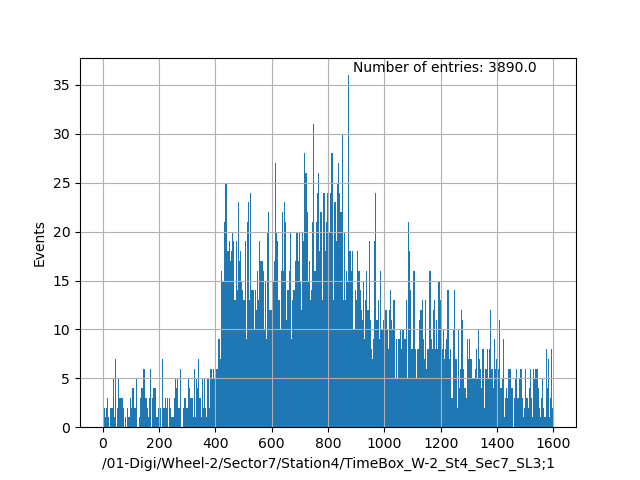 Number of entries: 3890.0
35
30
25
20
15
10
5
0
Events
0 200 400 600 800 1000 1200 1400 1600
/01-Digi/Wheel-2/Sector7/Station4/TimeBox_W-2_St4_Sec7_SL3;1